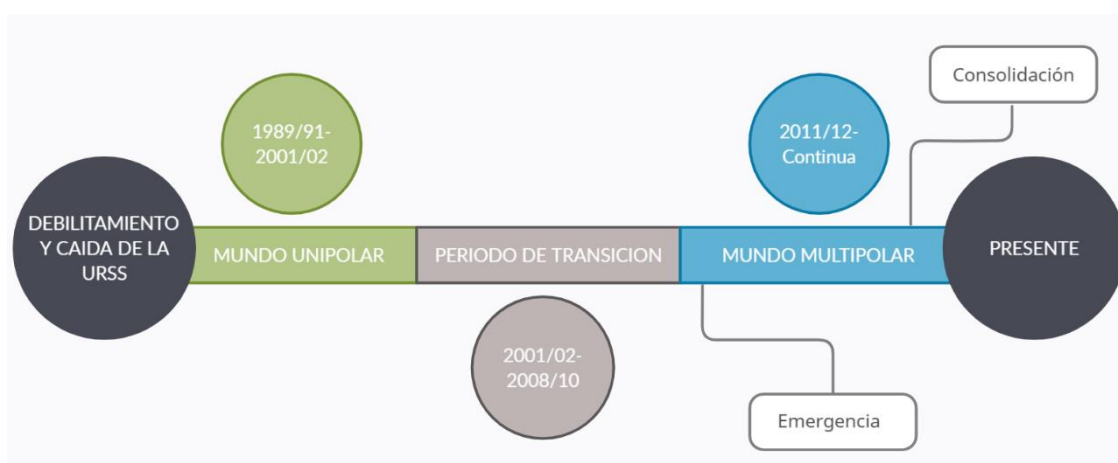 DEBILITAMIENTO
Y CAIDA DE LA
URSS
1989/91-
2001/02
MUNDO UNIPOLAR
PERIODO DE TRANSICION
2001/02-
2008/10
2011/12-
Continua
MUNDO MULTIPOLAR
Emergencia
Consolidación
PRESENTE